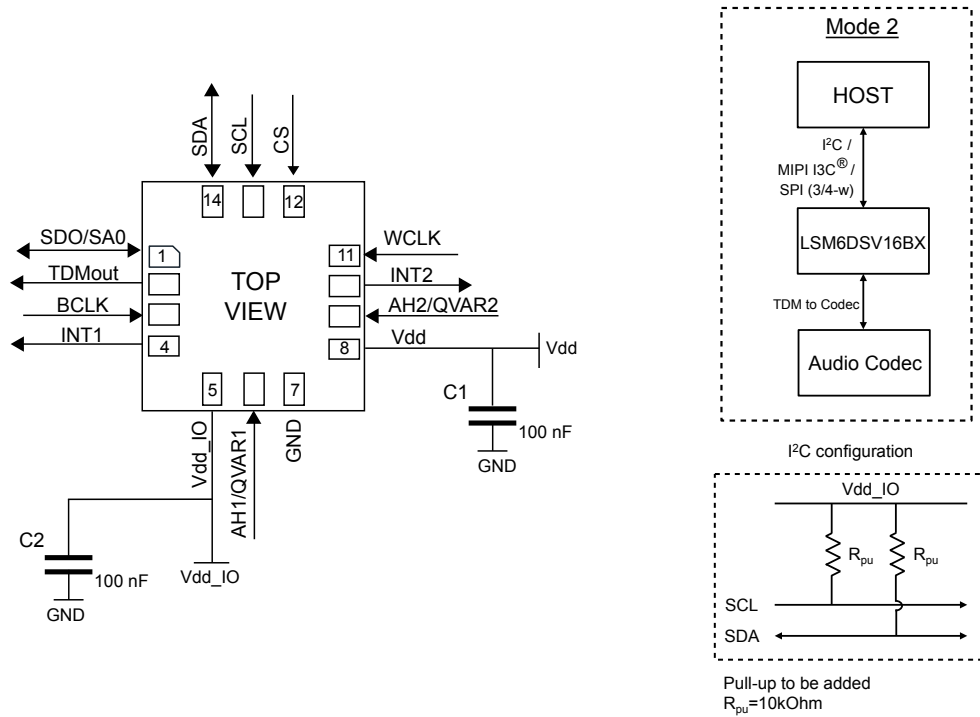 SDA
SCL
CS
14
12
SDO/SA0
1
TDMout
BCLK
INT1
4
TOP
VIEW
11
WCLK
INT2
AH2/QVAR2
8
Vdd
Vdd
5
7
Vdd_IO
AH1/QVAR1
GND
C1
100 nF
GND
C2
100 nF
GND
Vdd_IO
Mode 2
HOST
I²C /
MIPI I3C® /
SPI (3/4-w)
LSM6DSV16BX
TDM to Codec
Audio Codec
I²C configuration
Vdd_IO
Rpu
Rpu
SCL
SDA
Pull-up to be added
Rpu=10kOhm